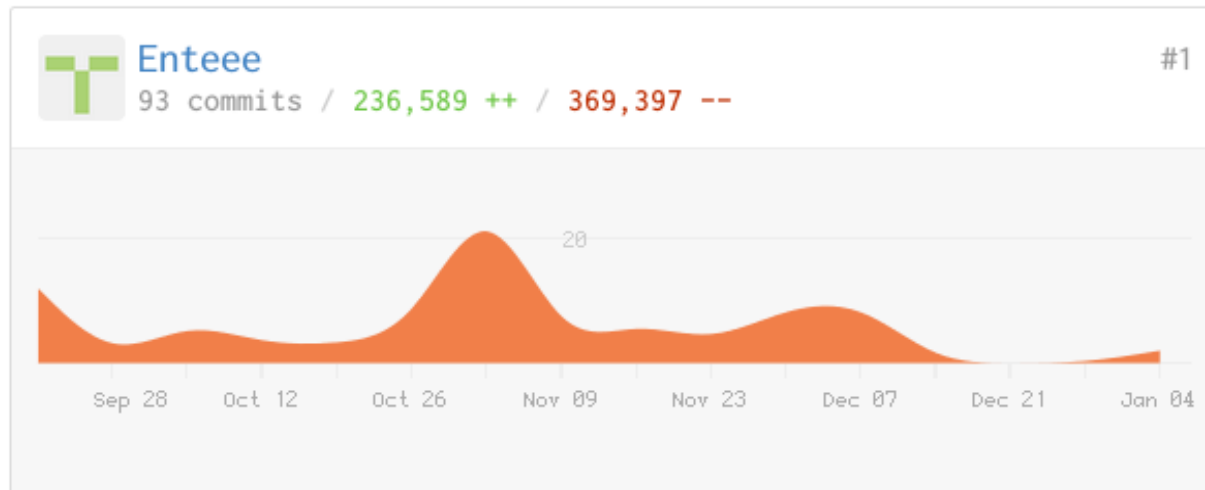 Enteee #1
93 commits / 236,589 ++ / 369,397 --
20
Sep 28 Oct 12 Oct 26 Nov 09 Nov 23 Dec 07 Dec 21 Jan 04